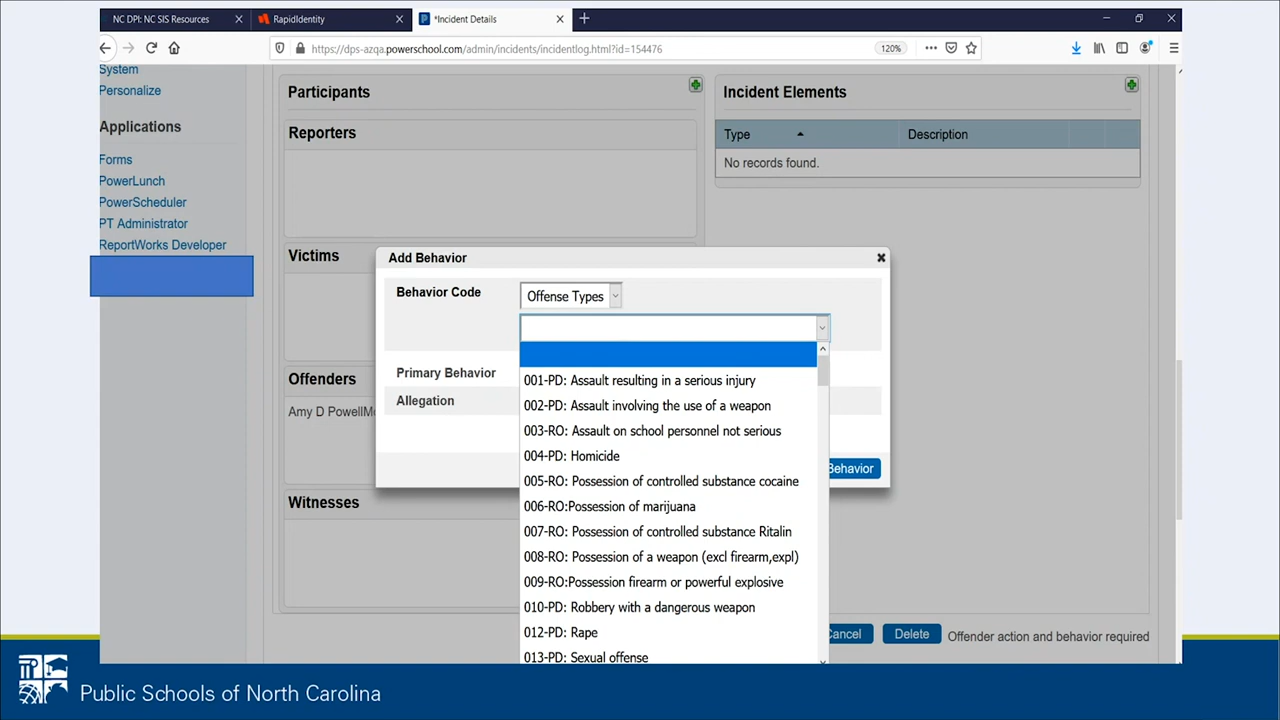 NC DPI: NC SIS Resources
RapidIdentity
*Incident Details
https://dps-azqa.powerschool.com/admin/incidents/incidentlog.html?id=154476
120%
System
Personalize
Applications
Forms
PowerLunch
PowerScheduler
PT Administrator
ReportWorks Developer
Participants
Reporters
Victims
Offenders
Amy D PowellM
Witnesses
Incident Elements
Type
Description
No records found.
Add Behavior
Behavior Code
Offense Types
Primary Behavior
Allegation
001-PD: Assault resulting in a serious injury
002-PD: Assault involving the use of a weapon
003-RO: Assault on school personnel not serious
004-PD: Homicide
005-RO: Possession of controlled substance cocaine
006-RO:Possession of marijuana
007-RO: Possession of controlled substance Ritalin
008-RO: Possession of a weapon (excl firearm,expl)
009-RO:Possession firearm or powerful explosive
010-PD: Robbery with a dangerous weapon
012-PD: Rape
013-PD: Sexual offense
Behavior
Cancel
Delete
Offender action and behavior required
Public Schools of North Carolina